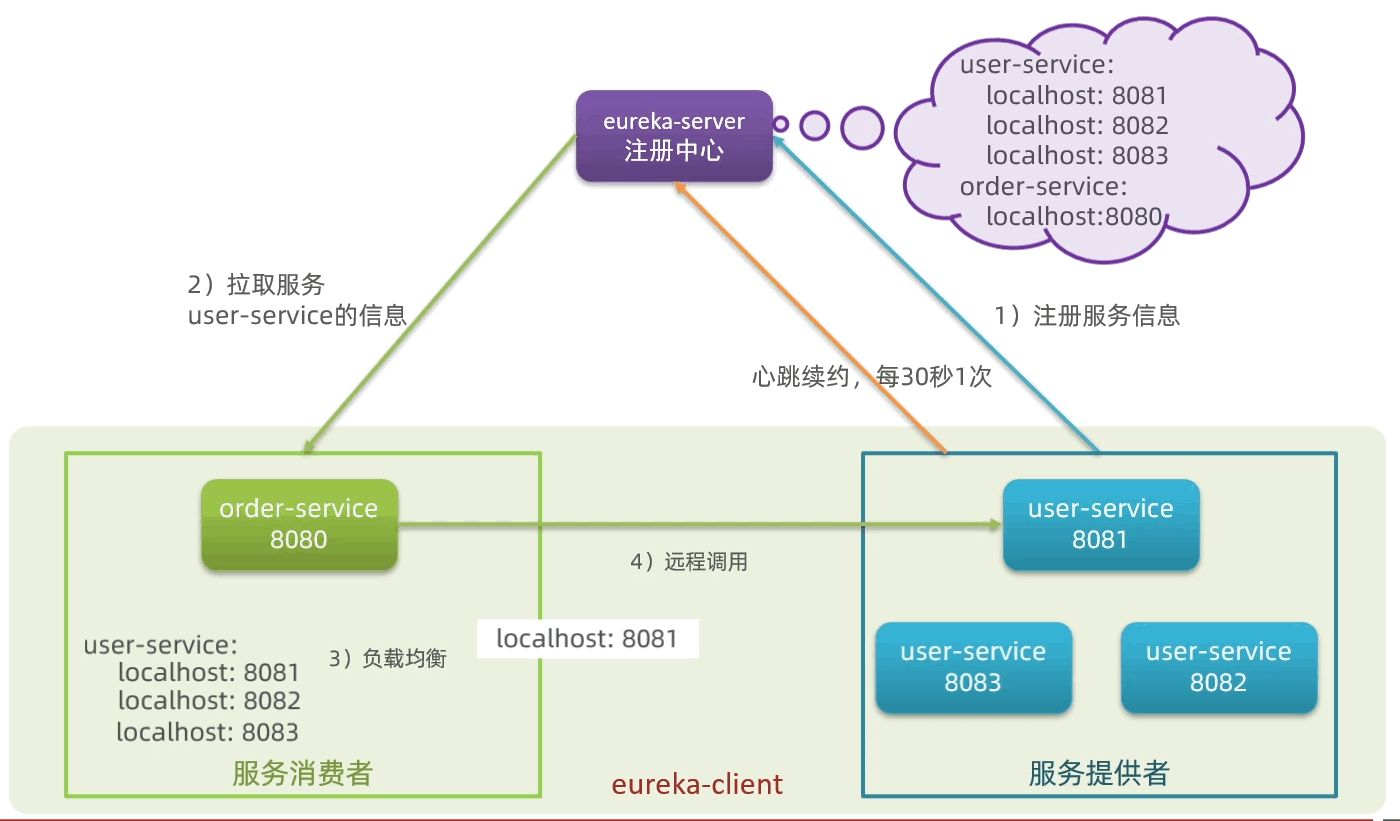 eureka-server
注册中心
user-service:
localhost: 8081
localhost: 8082
localhost: 8083
order-service:
localhost:8080
2）拉取服务
user-service的信息
1）注册服务信息
心跳续约，每30秒1次
order-service
8080
4）远程调用
user-service
8081
user-service:
localhost: 8081
localhost: 8082
localhost: 8083
3）负载均衡
localhost: 8081
user-service
8083
user-service
8082
服务消费者
eureka-client
服务提供者